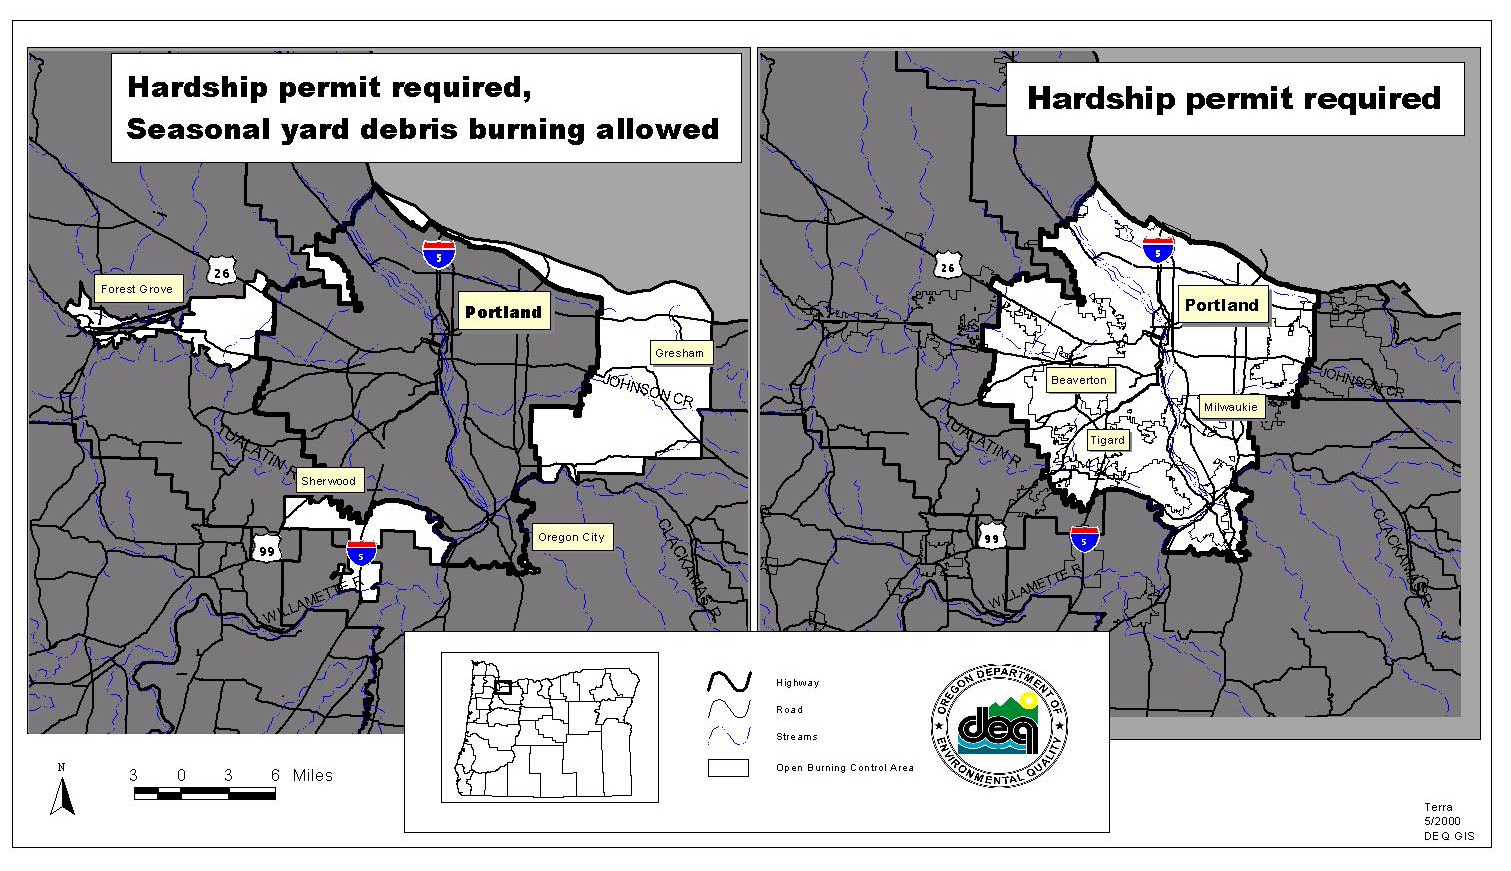 Hardship permit required,
Seasonal yard debris burning allowed
26
Forest Grove
5
Portland
Gresham
JOHNSON CR
TUALATIN R
Sherwood
99
5
Oregon City
WILLAMETTE R
CLACKAMAS R
Hardship permit required
26
5
Portland
Beaverton
JOHNSON CR
Milwaukie
Tigard
TUALATIN R
99
5
WILLAMETTE R
CLACKAMAS R
Highway
Road
Streams
Open Burning Control Area
OREGON DEPARTMENT OF
deq
ENVIRONMENTAL QUALITY
N
3 0 3 6 Miles
Terra
5/2000
DEQ GIS